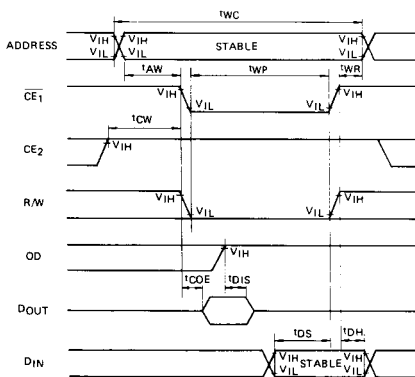 tWC
ADDRESS VIH VIL VIH VIL STABLE VIH VIL
tAW tWP tWR
CE1 VIH VIL VIL VIH
tCW
CE2 VIH
R/W VIH VIL VIL VIH
OD VIH
tCOE tDIS
DOUT
tDS tDH
DIN VIH VIL STABLE VIH VIL